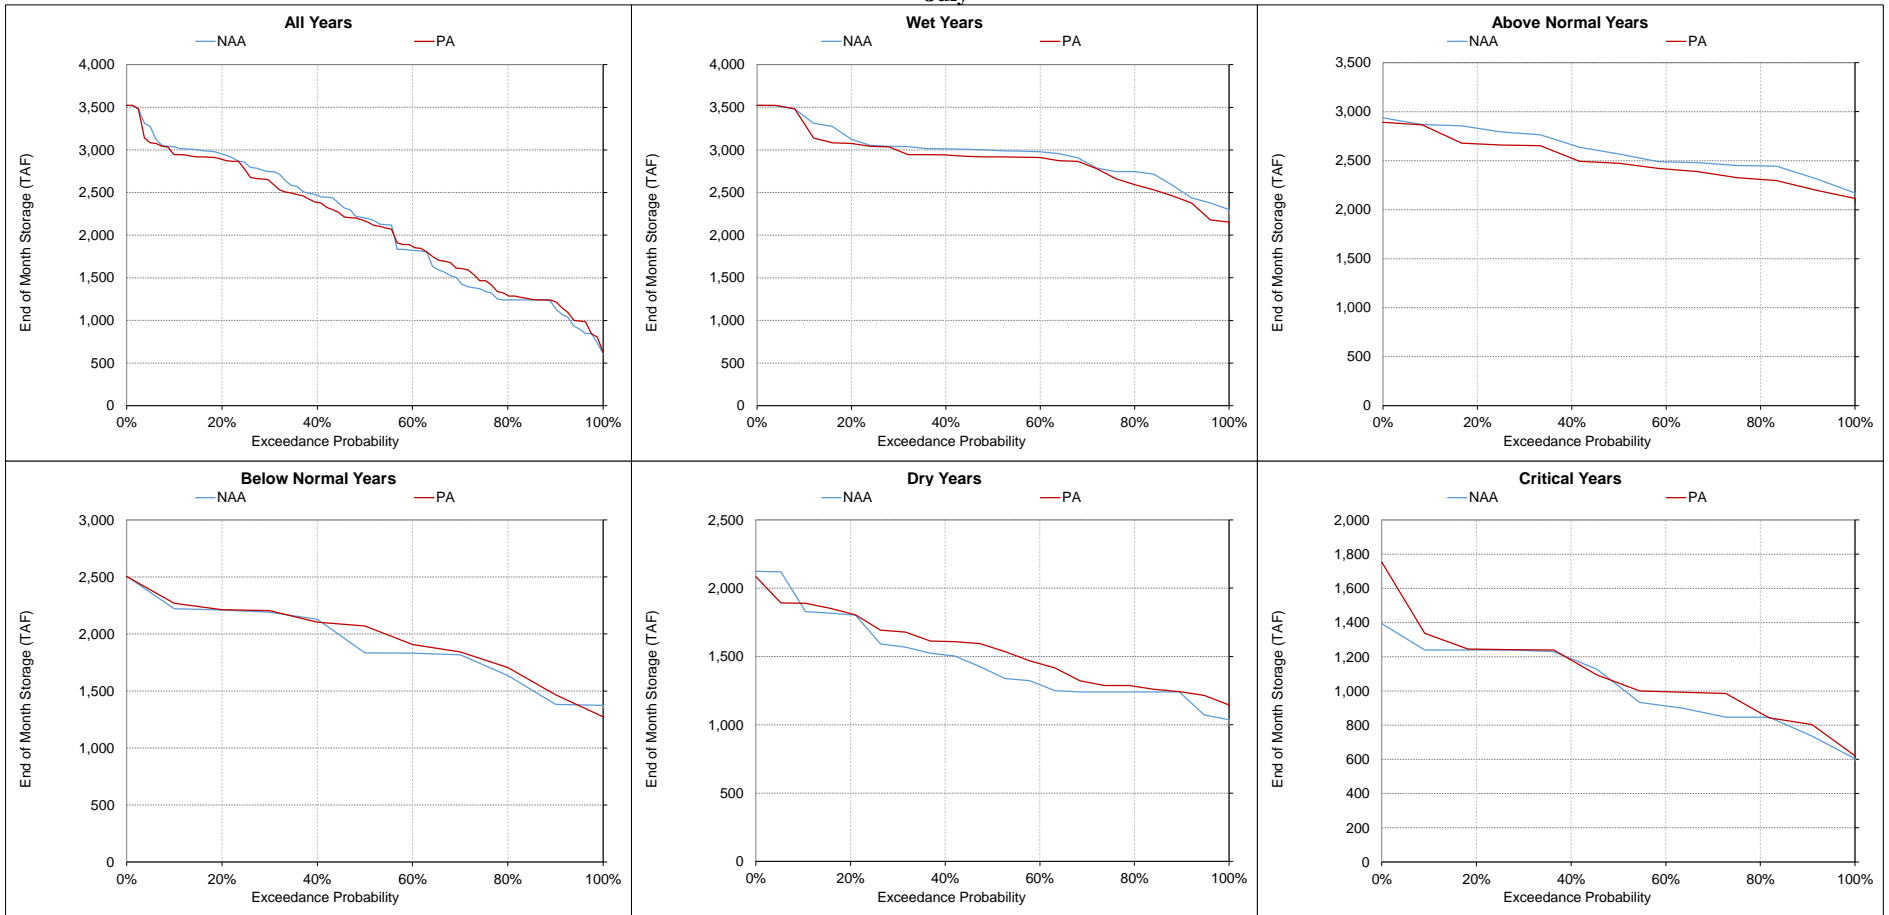 July
All Years
NAA PA
4,000
3,500
3,000
2,500
2,000
1,500
1,000
500
0
End of Month Storage (TAF)
0% 20% 40% 60% 80% 100%
Exceedance Probability
Wet Years
NAA PA
4,000
3,500
3,000
2,500
2,000
1,500
1,000
500
0
End of Month Storage (TAF)
0% 20% 40% 60% 80% 100%
Exceedance Probability
Above Normal Years
NAA PA
3,500
3,000
2,500
2,000
1,500
1,000
500
0
End of Month Storage (TAF)
0% 20% 40% 60% 80% 100%
Exceedance Probability
Below Normal Years
NAA PA
3,000
2,500
2,000
1,500
1,000
500
0
End of Month Storage (TAF)
0% 20% 40% 60% 80% 100%
Exceedance Probability
Dry Years
NAA PA
2,500
2,000
1,500
1,000
500
0
End of Month Storage (TAF)
0% 20% 40% 60% 80% 100%
Exceedance Probability
Critical Years
NAA PA
2,000
1,800
1,600
1,400
1,200
1,000
800
600
400
200
0
End of Month Storage (TAF)
0% 20% 40% 60% 80% 100%
Exceedance Probability